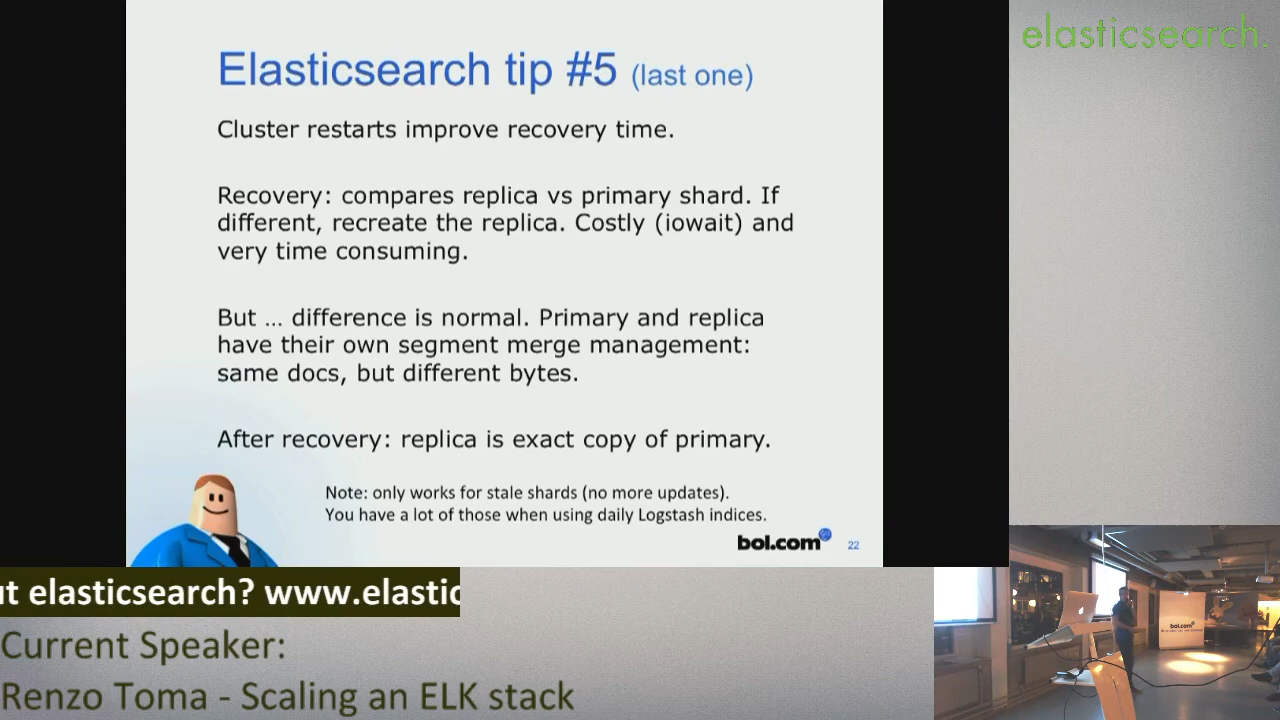 Elasticsearch tip #5 (last one)
Cluster restarts improve recovery time.
Recovery: compares replica vs primary shard. If
different, recreate the replica. Costly (iowait) and
very time consuming.
But ... difference is normal. Primary and replica
have their own segment merge management:
same docs, but different bytes.
After recovery: replica is exact copy of primary.
Note: only works for stale shards (no more updates).
You have a lot of those when using daily Logstash indices.
bol.com
22
elasticsearch.
ut elasticsearch? www.elastic
Current Speaker:
Renzo Toma - Scaling an ELK stack
bol.com